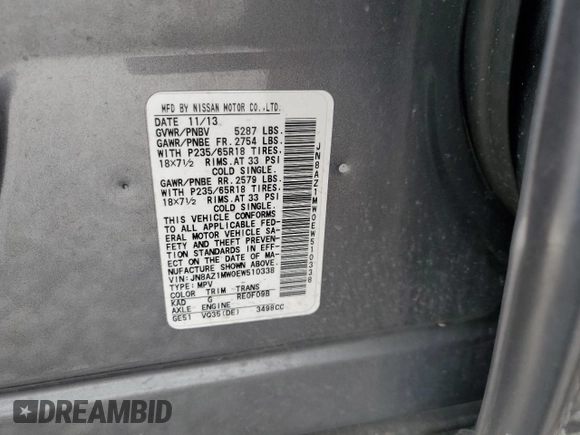 MFD BY NISSAN MOTOR CO.,LTD.
DATE 11/13
GVWR/PNBV 5287 LBS.
GAWR/PNBE FR. 2754 LBS.
WITH P235/65R18 TIRES.
18×7½ RIMS.AT 33 PSI
COLD SINGLE.
GAWR/PNBE RR. 2579 LBS.
WITH P235/65R18 TIRES.
18×7½ RIMS.AT 33 PSI
COLD SINGLE.
THIS VEHICLE CONFORMS
TO ALL APPLICABLE FED-
ERAL MOTOR VEHICLE SA-
FETY AND THEFT PREVEN-
TION STANDARDS IN EFF-
ECT ON THE DATE OF MA-
NUFACTURE SHOWN ABOVE.
VIN: JN8AZ1MW0EW510338
TYPE: MPV
COLOR TRIM TRANS
KAD G RE0F09B
AXLE ENGINE
GE51 VQ35(DE) 3498CC
JN8AZ1MW0EW510338
DREAMBID